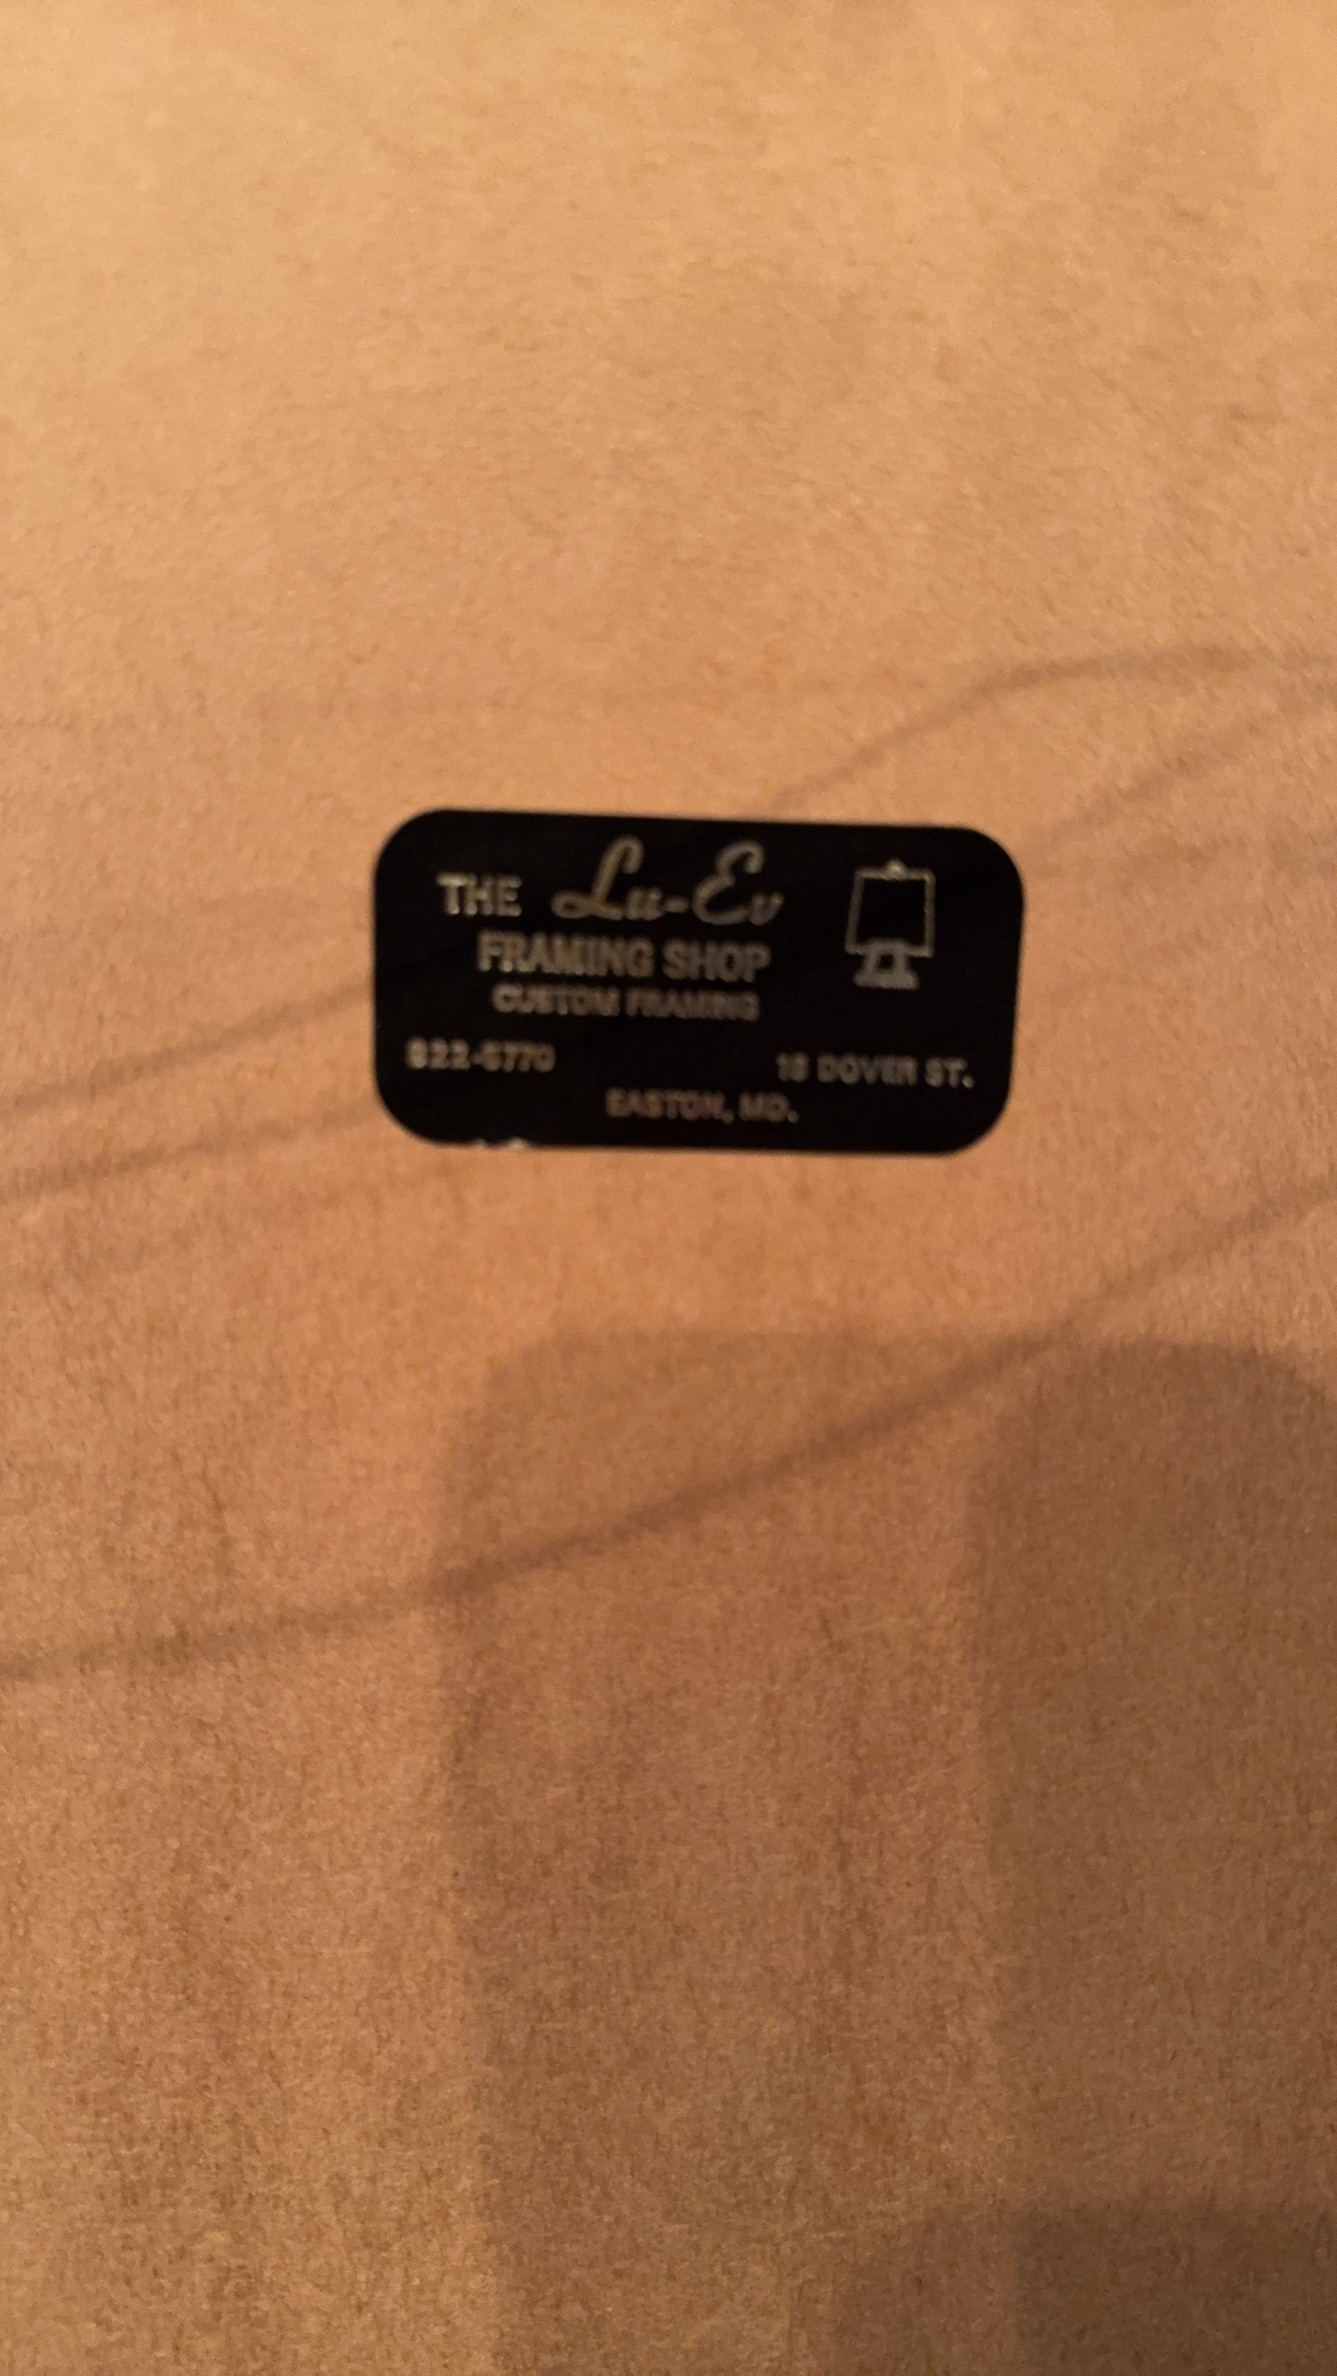 THE Lu-Ev
FRAMING SHOP
CUSTOM FRAMING
822-5770 18 DOVER ST.
EASTON, MD.